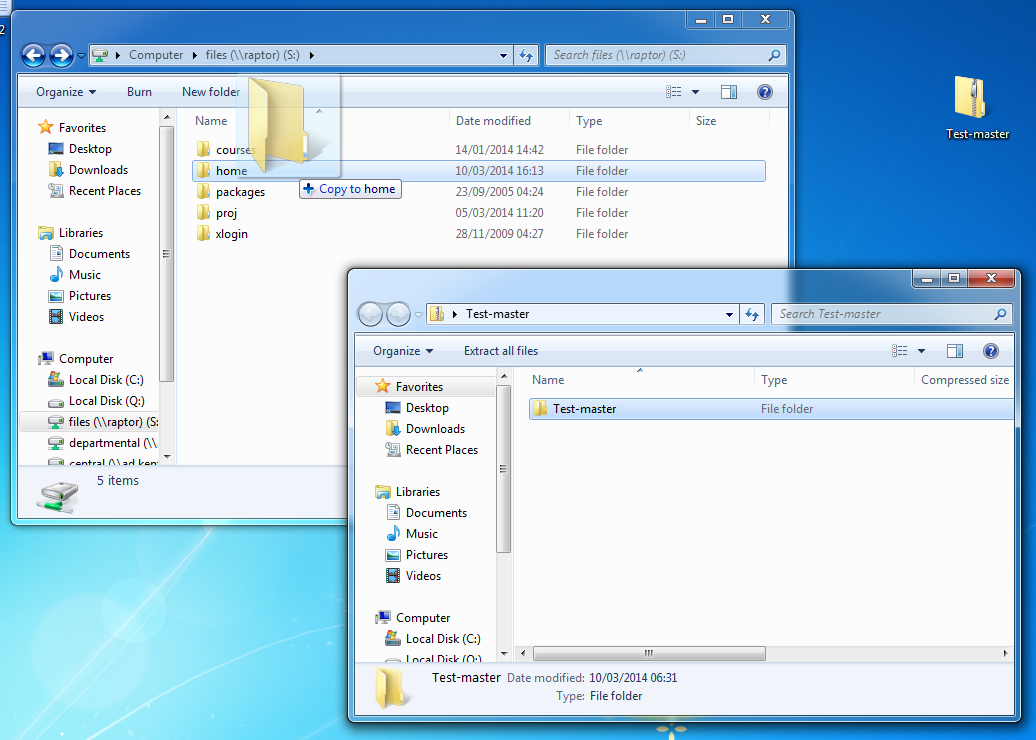 2
Computer files (\\raptor) (S:)
Search files (\\raptor) (S:)
Organize Burn New folder
Name Date modified Type Size
courses 14/01/2014 14:42 File folder
home 10/03/2014 16:13 File folder
packages 23/09/2005 04:24 File folder
proj 05/03/2014 11:20 File folder
xlogin 28/11/2009 04:27 File folder
+ Copy to home
Favorites
Desktop
Downloads
Recent Places
Libraries
Documents
Music
Pictures
Videos
Computer
Local Disk (C:)
Local Disk (Q:)
files (\\raptor) (S:
departmental (\\
central (\\ad.kent
5 items
Test-master
Test-master
Search Test-master
Organize Extract all files
Name Type Compressed size
Test-master File folder
Favorites
Desktop
Downloads
Recent Places
Libraries
Documents
Music
Pictures
Videos
Computer
Local Disk (C:)
Local Disk (Q:)
Test-master Date modified: 10/03/2014 06:31
Type: File folder